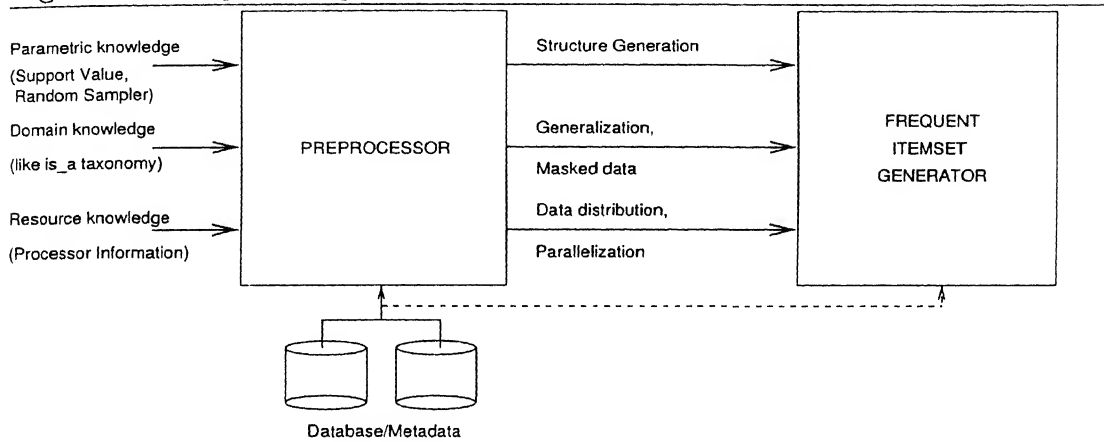 Parametric knowledge
(Support Value,
Random Sampler)
Domain knowledge
(like is_a taxonomy)
Resource knowledge
(Processor Information)
PREPROCESSOR
Structure Generation
Generalization,
Masked data
Data distribution,
Parallelization
FREQUENT
ITEMSET
GENERATOR
Database/Metadata